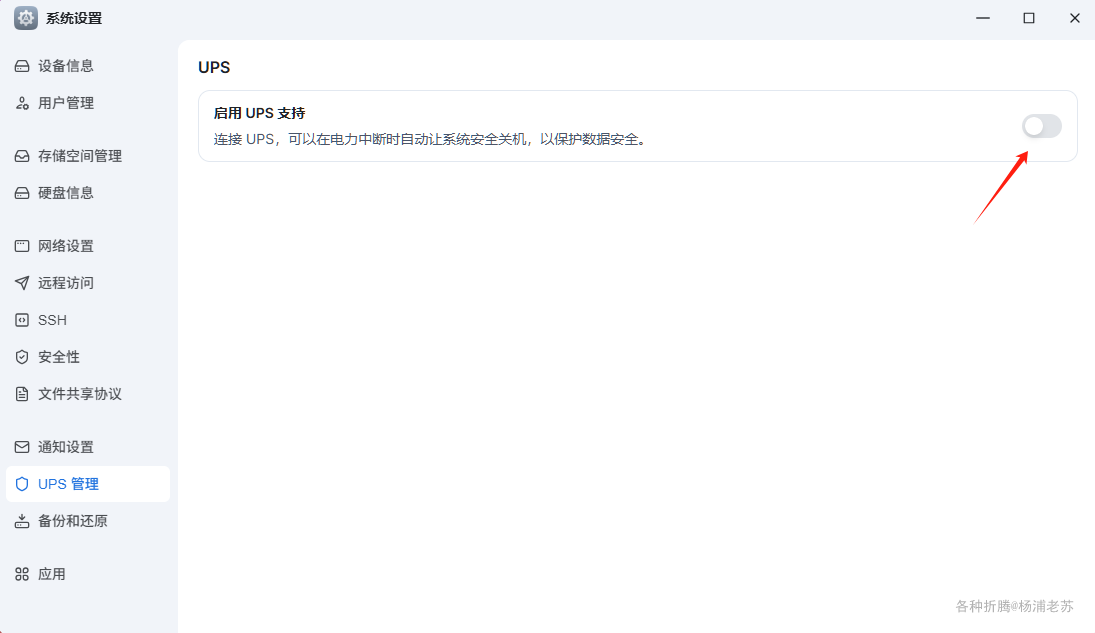 系统设置
设备信息
用户管理
存储空间管理
硬盘信息
网络设置
远程访问
SSH
安全性
文件共享协议
通知设置
UPS 管理
备份和还原
应用
UPS
启用 UPS 支持
连接 UPS，可以在电力中断时自动让系统安全关机，以保护数据安全。
各种折腾@杨浦老苏